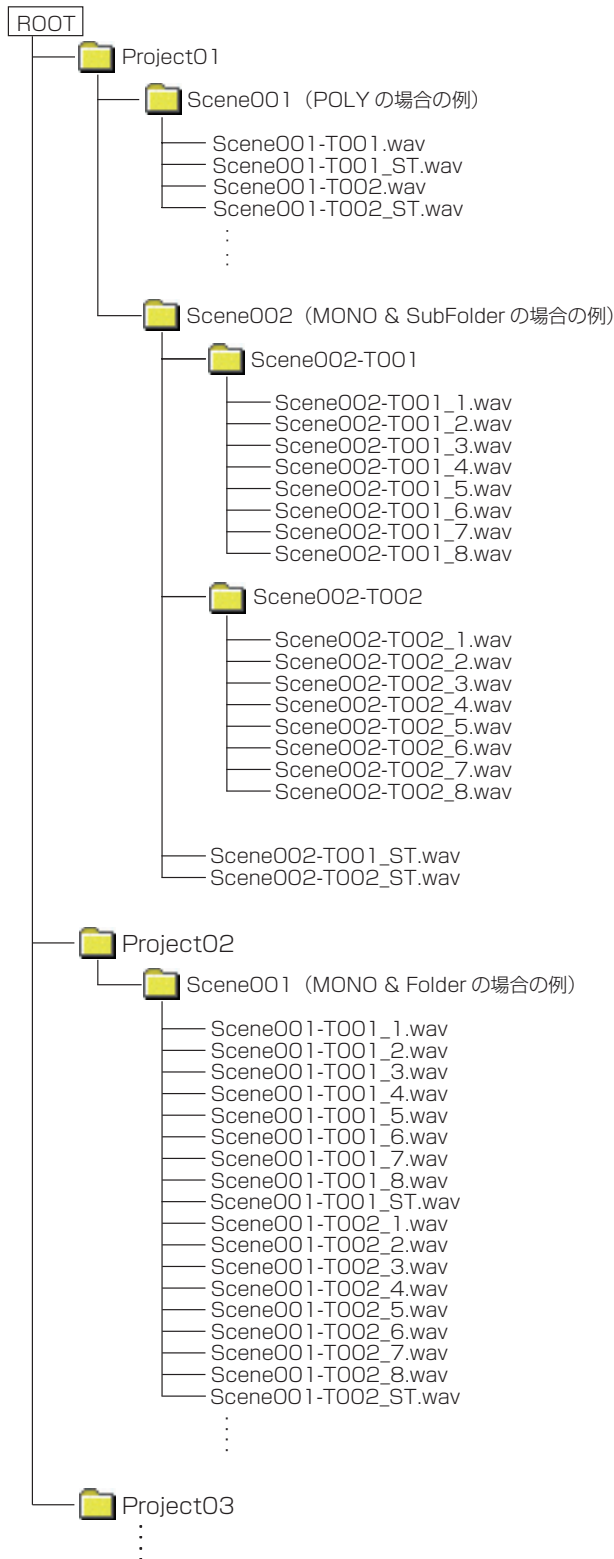 ROOT
Project01
Scene001（POLY の場合の例）
Scene001-T001.wav
Scene001-T001_ST.wav
Scene001-T002.wav
Scene001-T002_ST.wav
Scene002（MONO & SubFolder の場合の例）
Scene002-T001
Scene002-T001_1.wav
Scene002-T001_2.wav
Scene002-T001_3.wav
Scene002-T001_4.wav
Scene002-T001_5.wav
Scene002-T001_6.wav
Scene002-T001_7.wav
Scene002-T001_8.wav
Scene002-T002
Scene002-T002_1.wav
Scene002-T002_2.wav
Scene002-T002_3.wav
Scene002-T002_4.wav
Scene002-T002_5.wav
Scene002-T002_6.wav
Scene002-T002_7.wav
Scene002-T002_8.wav
Scene002-T001_ST.wav
Scene002-T002_ST.wav
Project02
Scene001（MONO & Folder の場合の例）
Scene001-T001_1.wav
Scene001-T001_2.wav
Scene001-T001_3.wav
Scene001-T001_4.wav
Scene001-T001_5.wav
Scene001-T001_6.wav
Scene001-T001_7.wav
Scene001-T001_8.wav
Scene001-T001_ST.wav
Scene001-T002_1.wav
Scene001-T002_2.wav
Scene001-T002_3.wav
Scene001-T002_4.wav
Scene001-T002_5.wav
Scene001-T002_6.wav
Scene001-T002_7.wav
Scene001-T002_8.wav
Scene001-T002_ST.wav
Project03